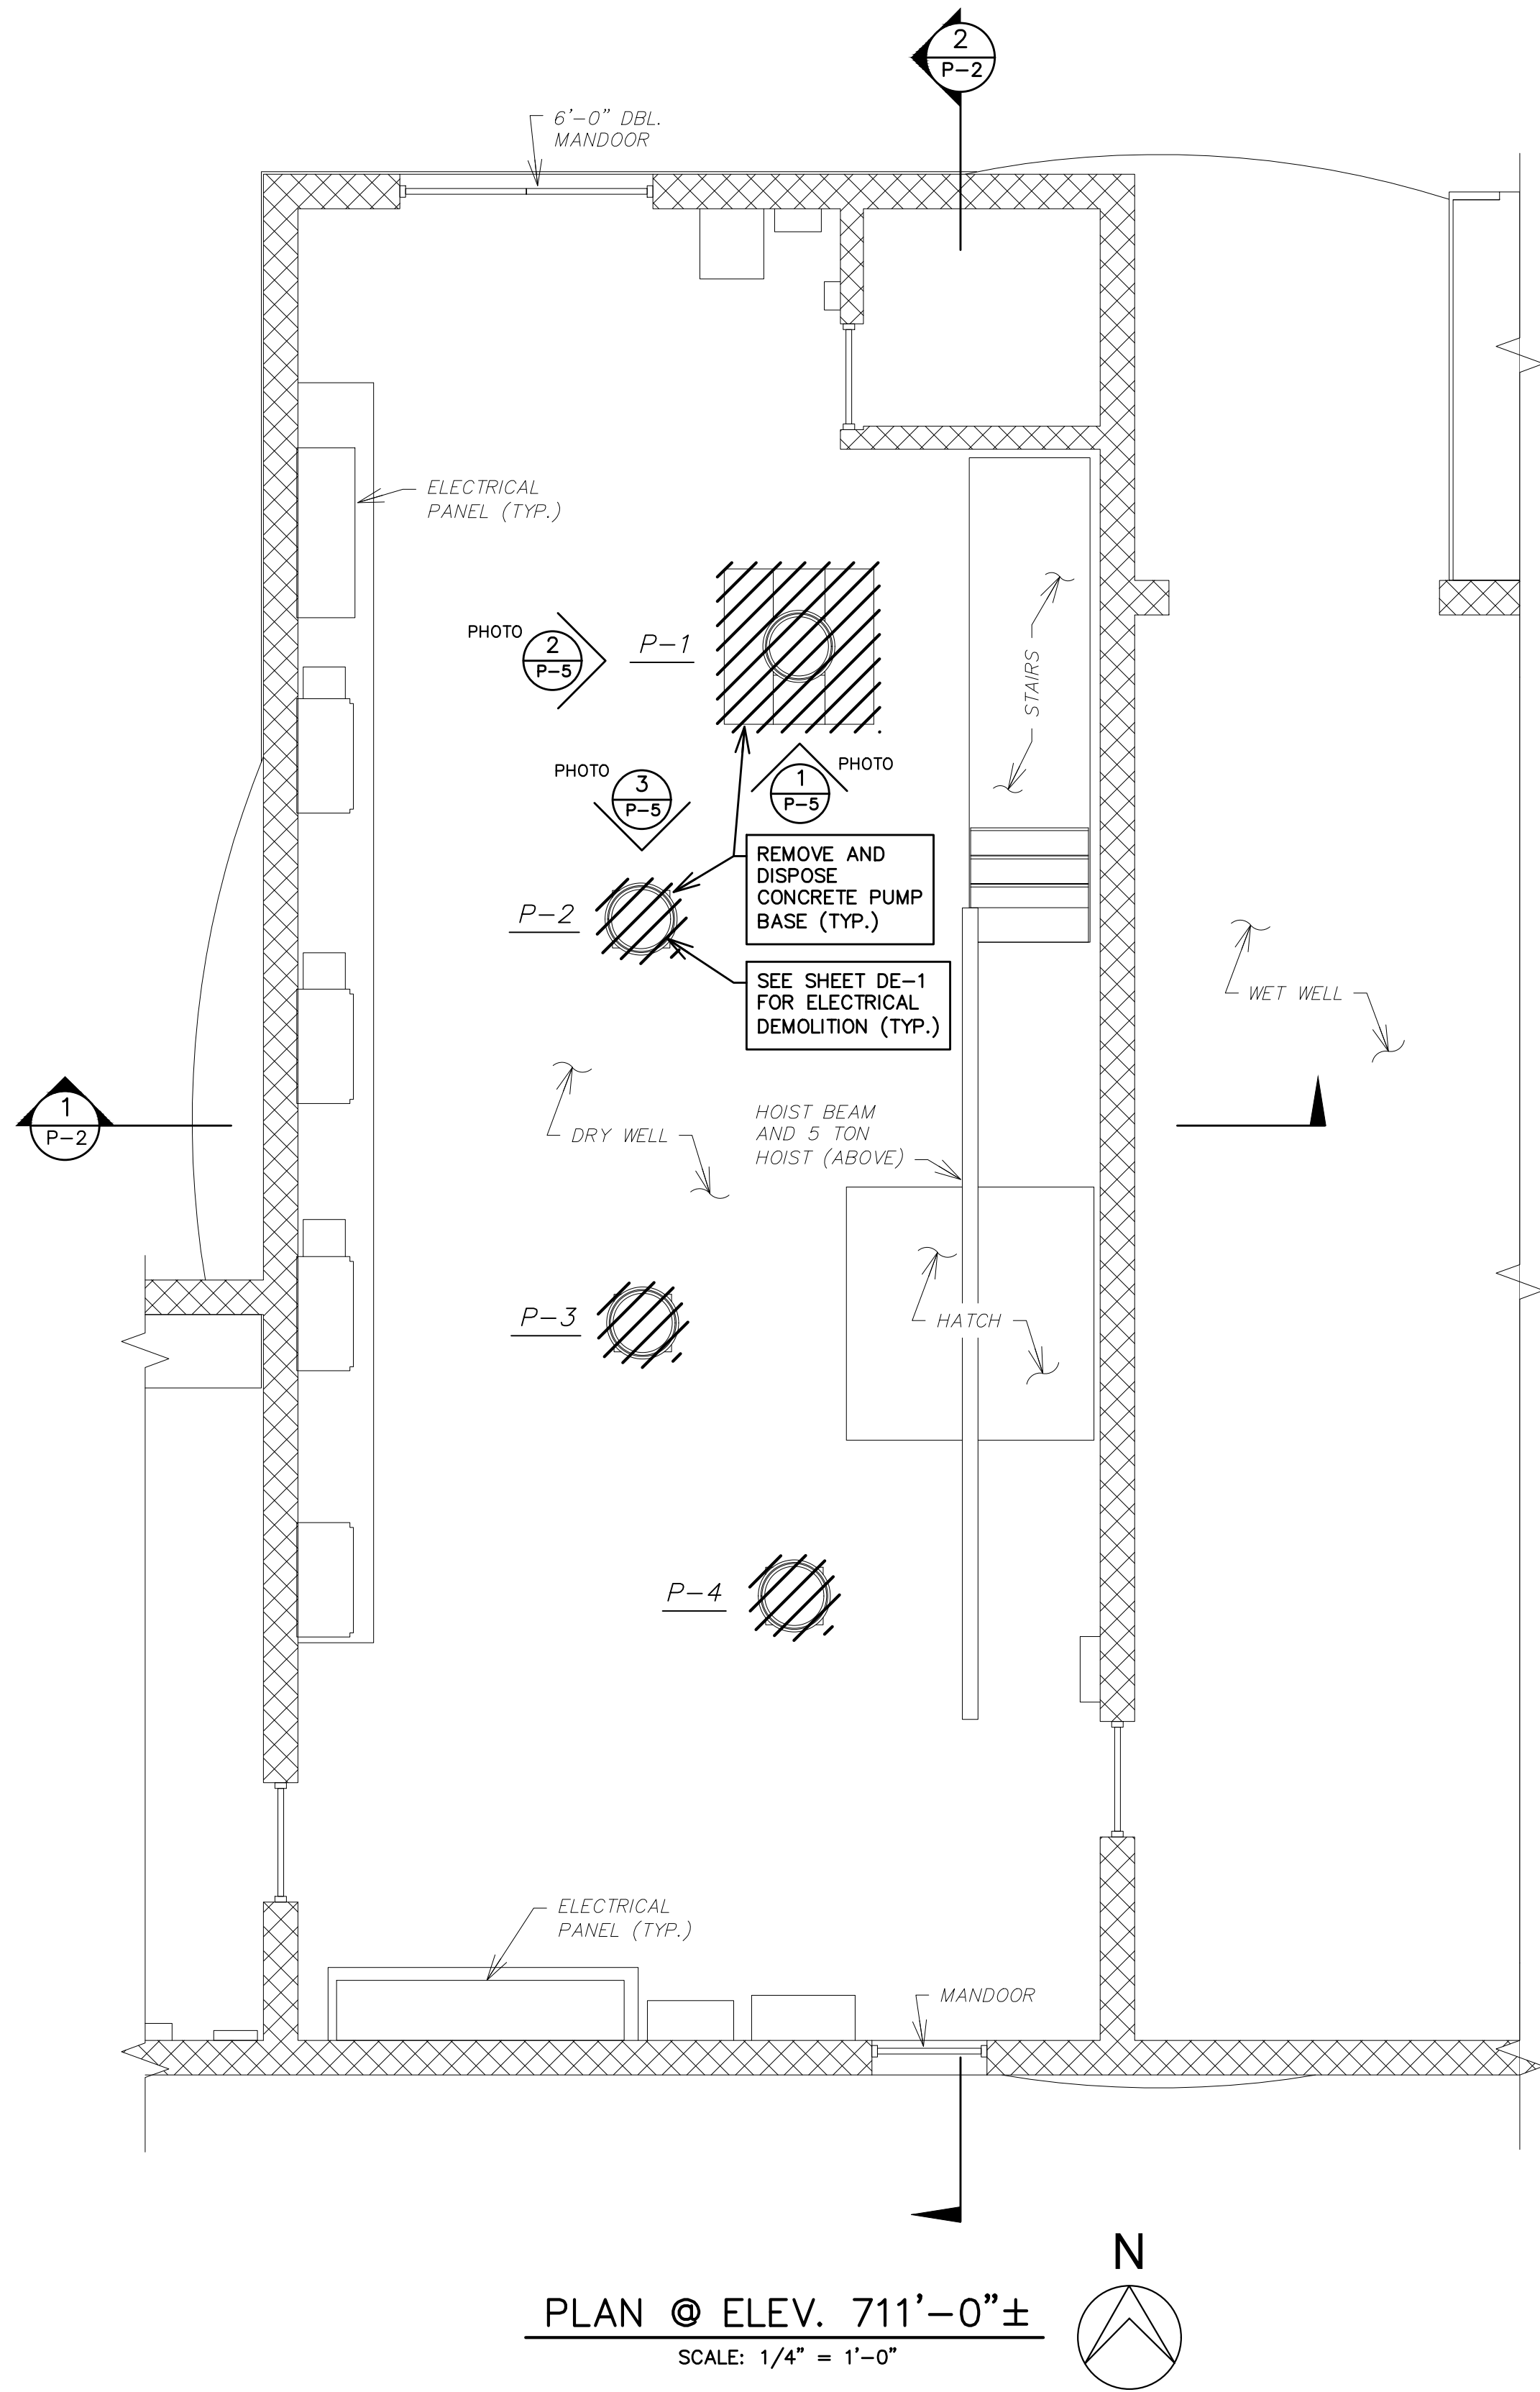 2
P-2
6'-0" DBL.
MANDOOR
ELECTRICAL
PANEL (TYP.)
PHOTO
2
P-5
P-1
STAIRS
PHOTO
3
P-5
1
P-5
PHOTO
REMOVE AND
DISPOSE
CONCRETE PUMP
BASE (TYP.)
P-2
SEE SHEET DE-1
FOR ELECTRICAL
DEMOLITION (TYP.)
WET WELL
1
P-2
DRY WELL
HOIST BEAM
AND 5 TON
HOIST (ABOVE)
P-3
HATCH
P-4
ELECTRICAL
PANEL (TYP.)
MANDOOR
N
PLAN @ ELEV. 711'-0"±
SCALE: 1/4" = 1'-0"